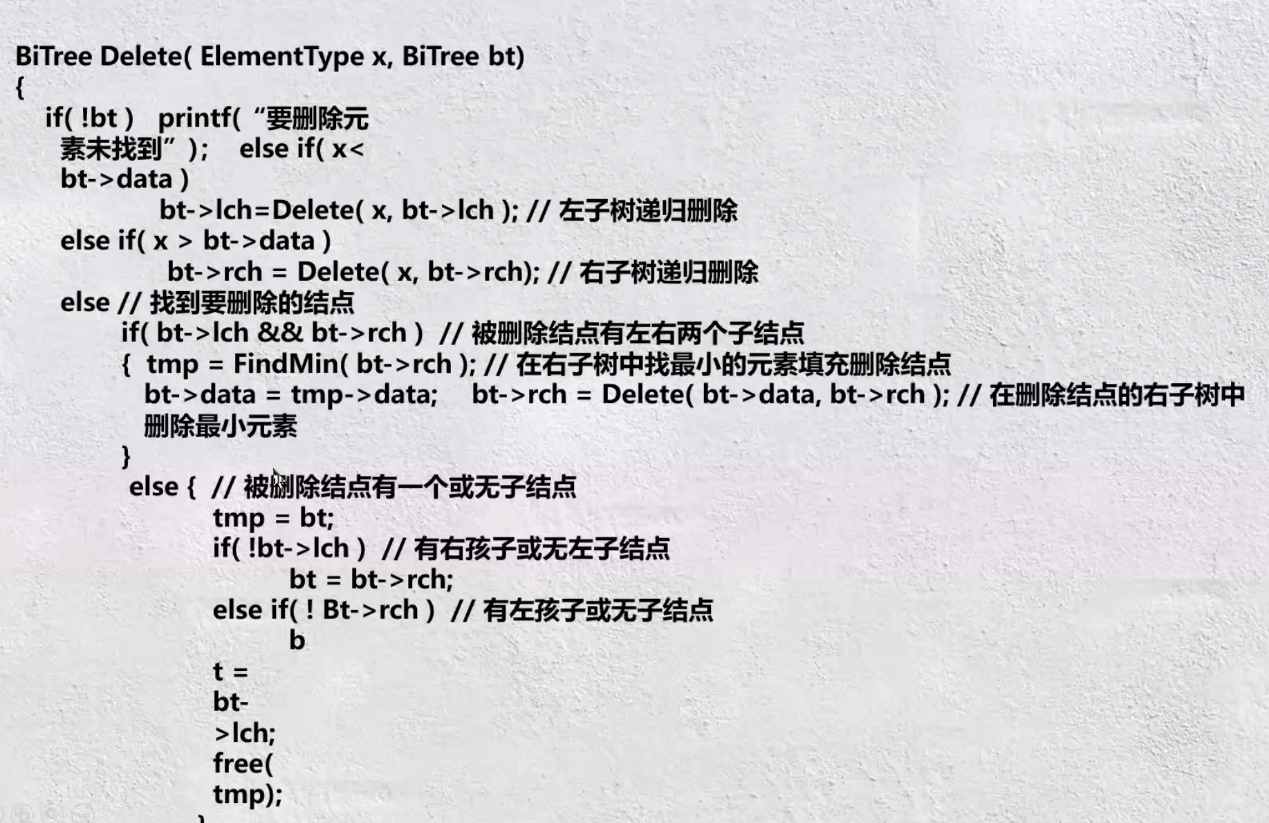 BiTree Delete( ElementType x, BiTree bt)
{
if( !bt ) printf( “要删除元
素未找到” ); else if( x<
bt->data )
bt->lch=Delete( x, bt->lch ); // 左子树递归删除
else if( x > bt->data )
bt->rch = Delete( x, bt->rch); // 右子树递归删除
else // 找到要删除的结点
if( bt->lch && bt->rch ) // 被删除结点有左右两个子结点
{ tmp = FindMin( bt->rch ); // 在右子树中找最小的元素填充删除结点
bt->data = tmp->data; bt->rch = Delete( bt->data, bt->rch ); // 在删除结点的右子树中
删除最小元素
}
else { // 被删除结点有一个或无子结点
tmp = bt;
if( !bt->lch ) // 有右孩子或无左子结点
bt = bt->rch;
else if( ! Bt->rch ) // 有左孩子或无子结点
b
t =
bt-
>lch;
free(
tmp);
}